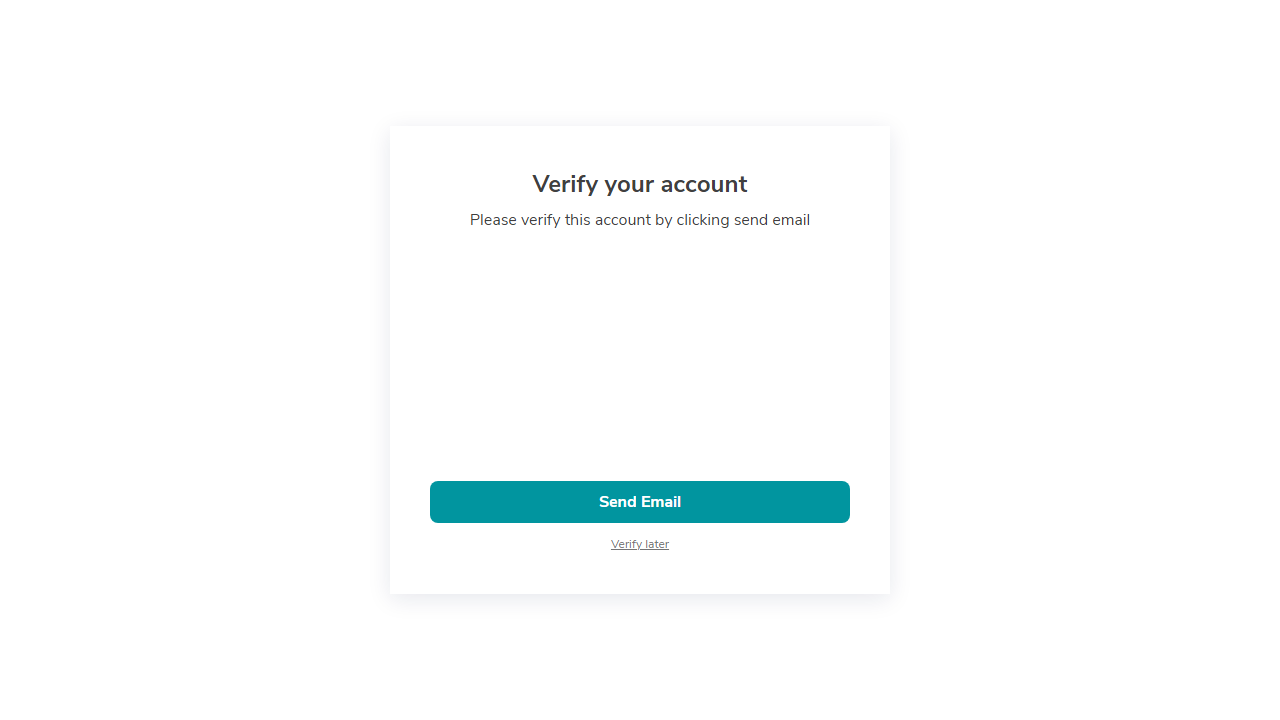 Verify your account
Please verify this account by clicking send email
Send Email
Verify later